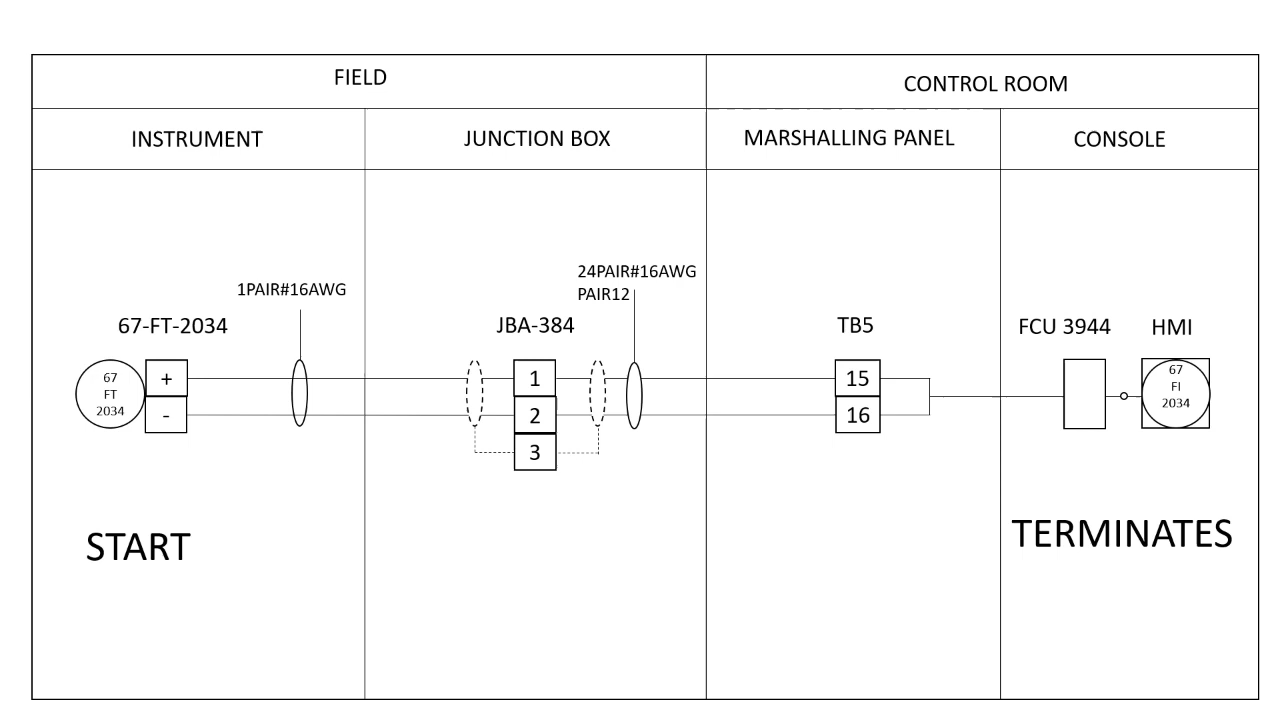 FIELD
CONTROL ROOM
INSTRUMENT
JUNCTION BOX
MARSHALLING PANEL
CONSOLE
1PAIR#16AWG
24PAIR#16AWG
PAIR12
67-FT-2034
JBA-384
TB5
FCU 3944
HMI
67
FT
2034
+
-
1
2
3
15
16
67
FI
2034
START
TERMINATES